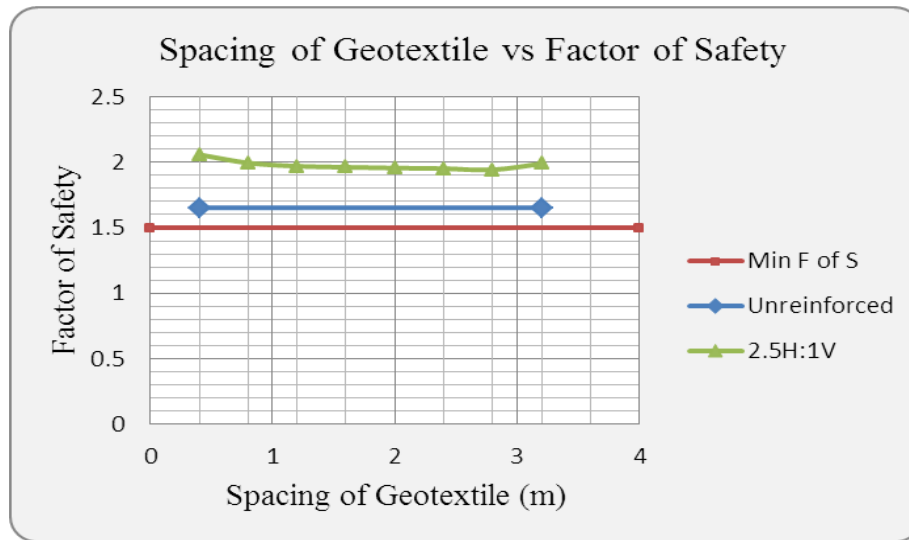 Spacing of Geotextile vs Factor of Safety
2.5
2
1.5
1
0.5
0
Factor of Safety
0 1 2 3 4
Spacing of Geotextile (m)
Min F of S
Unreinforced
2.5H:1V